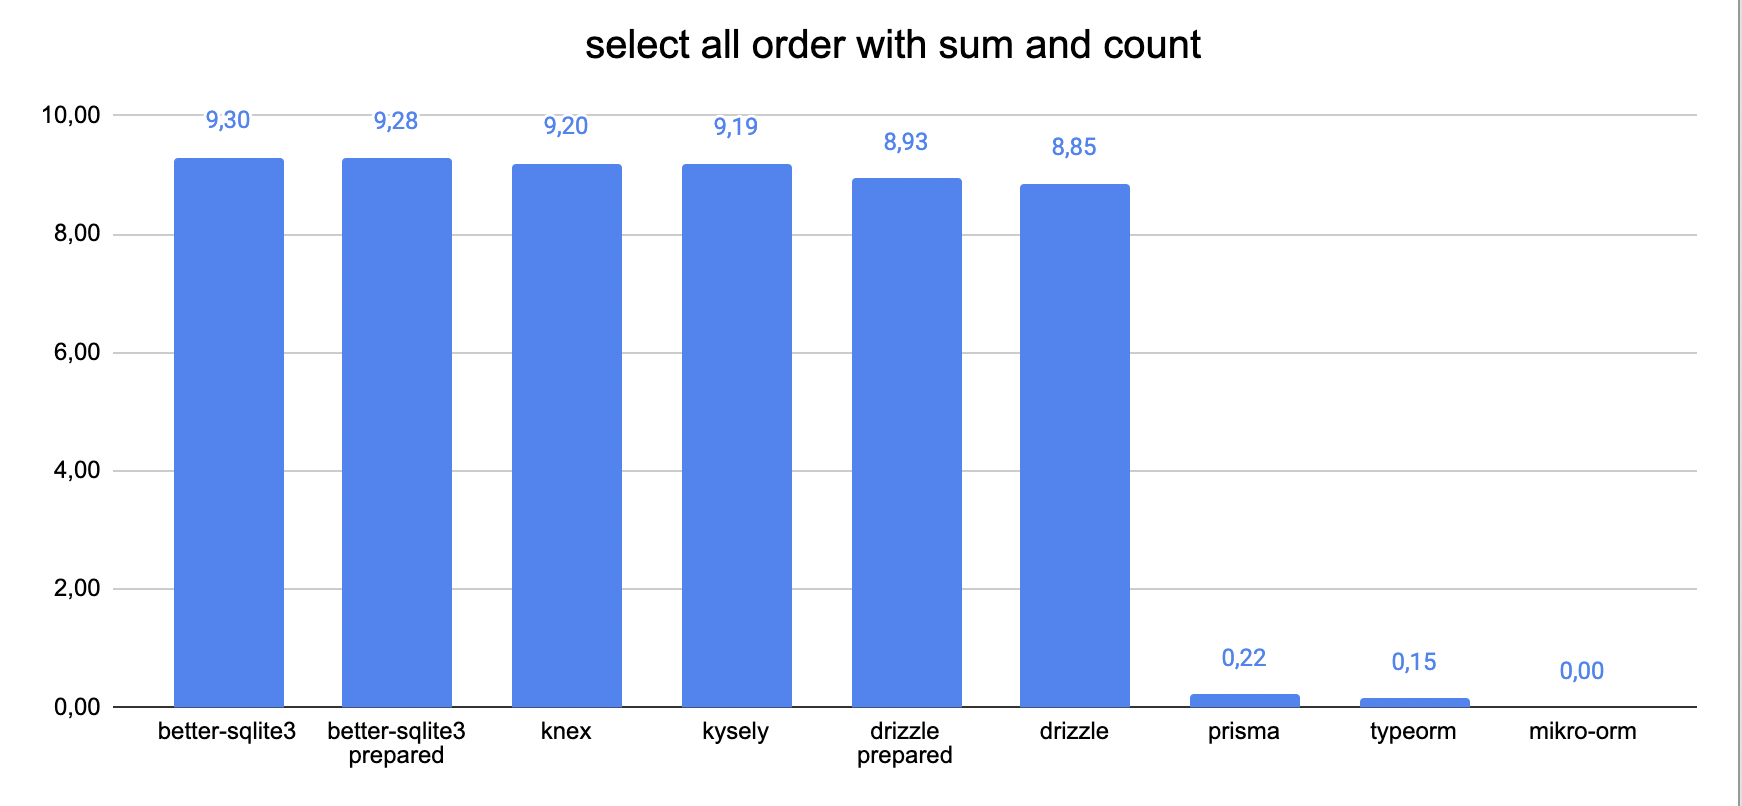 select all order with sum and count
10,00
8,00
6,00
4,00
2,00
0,00
9,30
9,28
9,20
9,19
8,93
8,85
0,22
0,15
0,00
better-sqlite3
better-sqlite3
prepared
knex
kysely
drizzle
prepared
drizzle
prisma
typeorm
mikro-orm